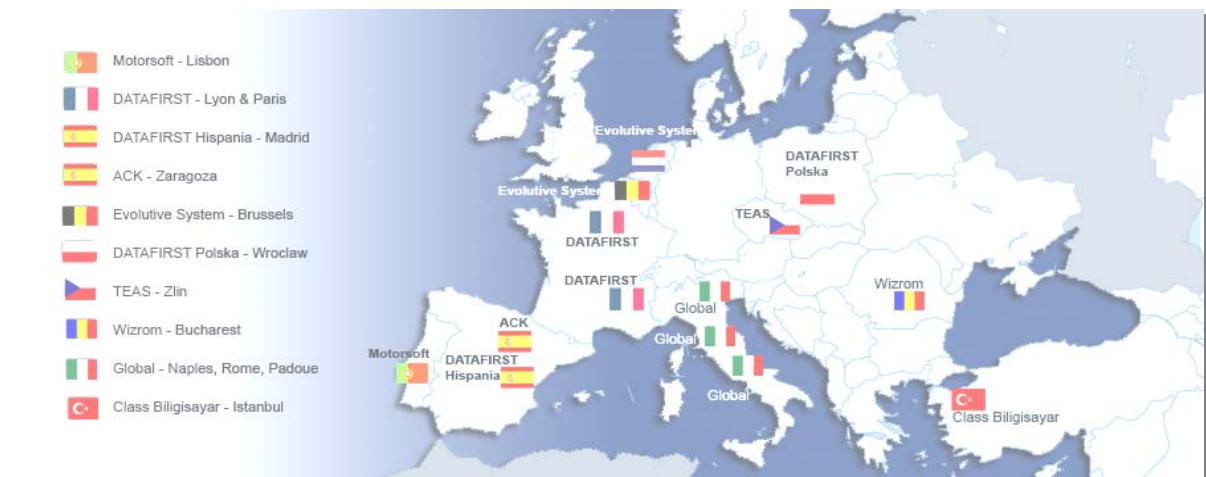 Motorsoft - Lisbon
DATAFIRST - Lyon & Paris
DATAFIRST Hispania - Madrid
ACK - Zaragoza
Evolutive System - Brussels
DATAFIRST Polska - Wroclaw
TEAS - Zlin
Wizrom - Bucharest
Global - Naples, Rome, Padoue
Class Biligisayar - Istanbul
Evolutive System
DATAFIRST
Polska
Evolutive System
TEAS
DATAFIRST
DATAFIRST
Wizrom
Global
ACK
Global
Motorsoft
DATAFIRST
Hispania
Global
Class Biligisayar